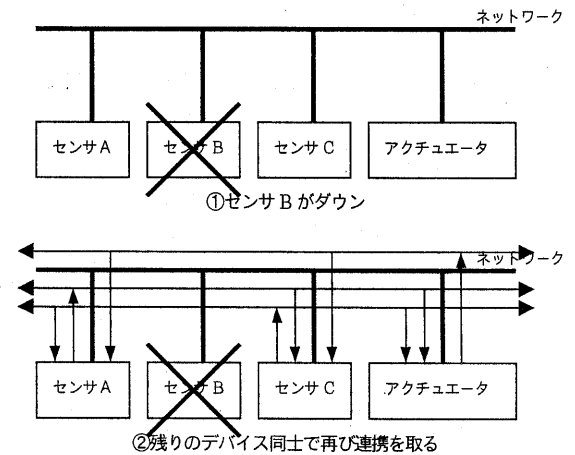 ネットワーク
センサA
センサB
センサC
アクチュエータ
①センサBがダウン
ネットワーク
センサA
センサB
センサC
アクチュエータ
②残りのデバイス同士で再び連携を取る